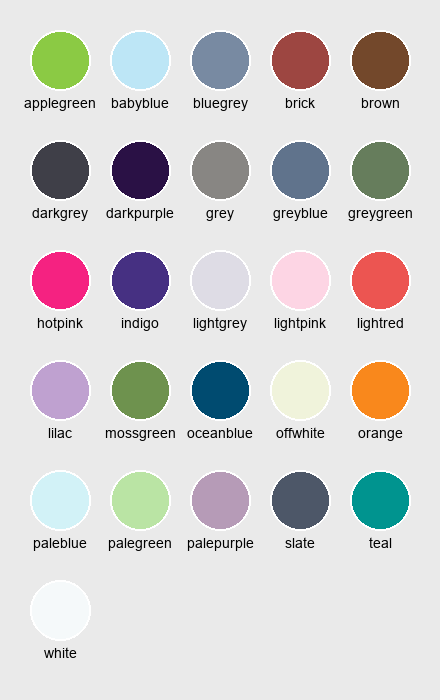 applegreen babyblue bluegrey brick brown
darkgrey darkpurple grey greyblue greygreen
hotpink indigo lightgrey lightpink lightred
lilac mossgreen oceanblue offwhite orange
paleblue palegreen palepurple slate teal
white